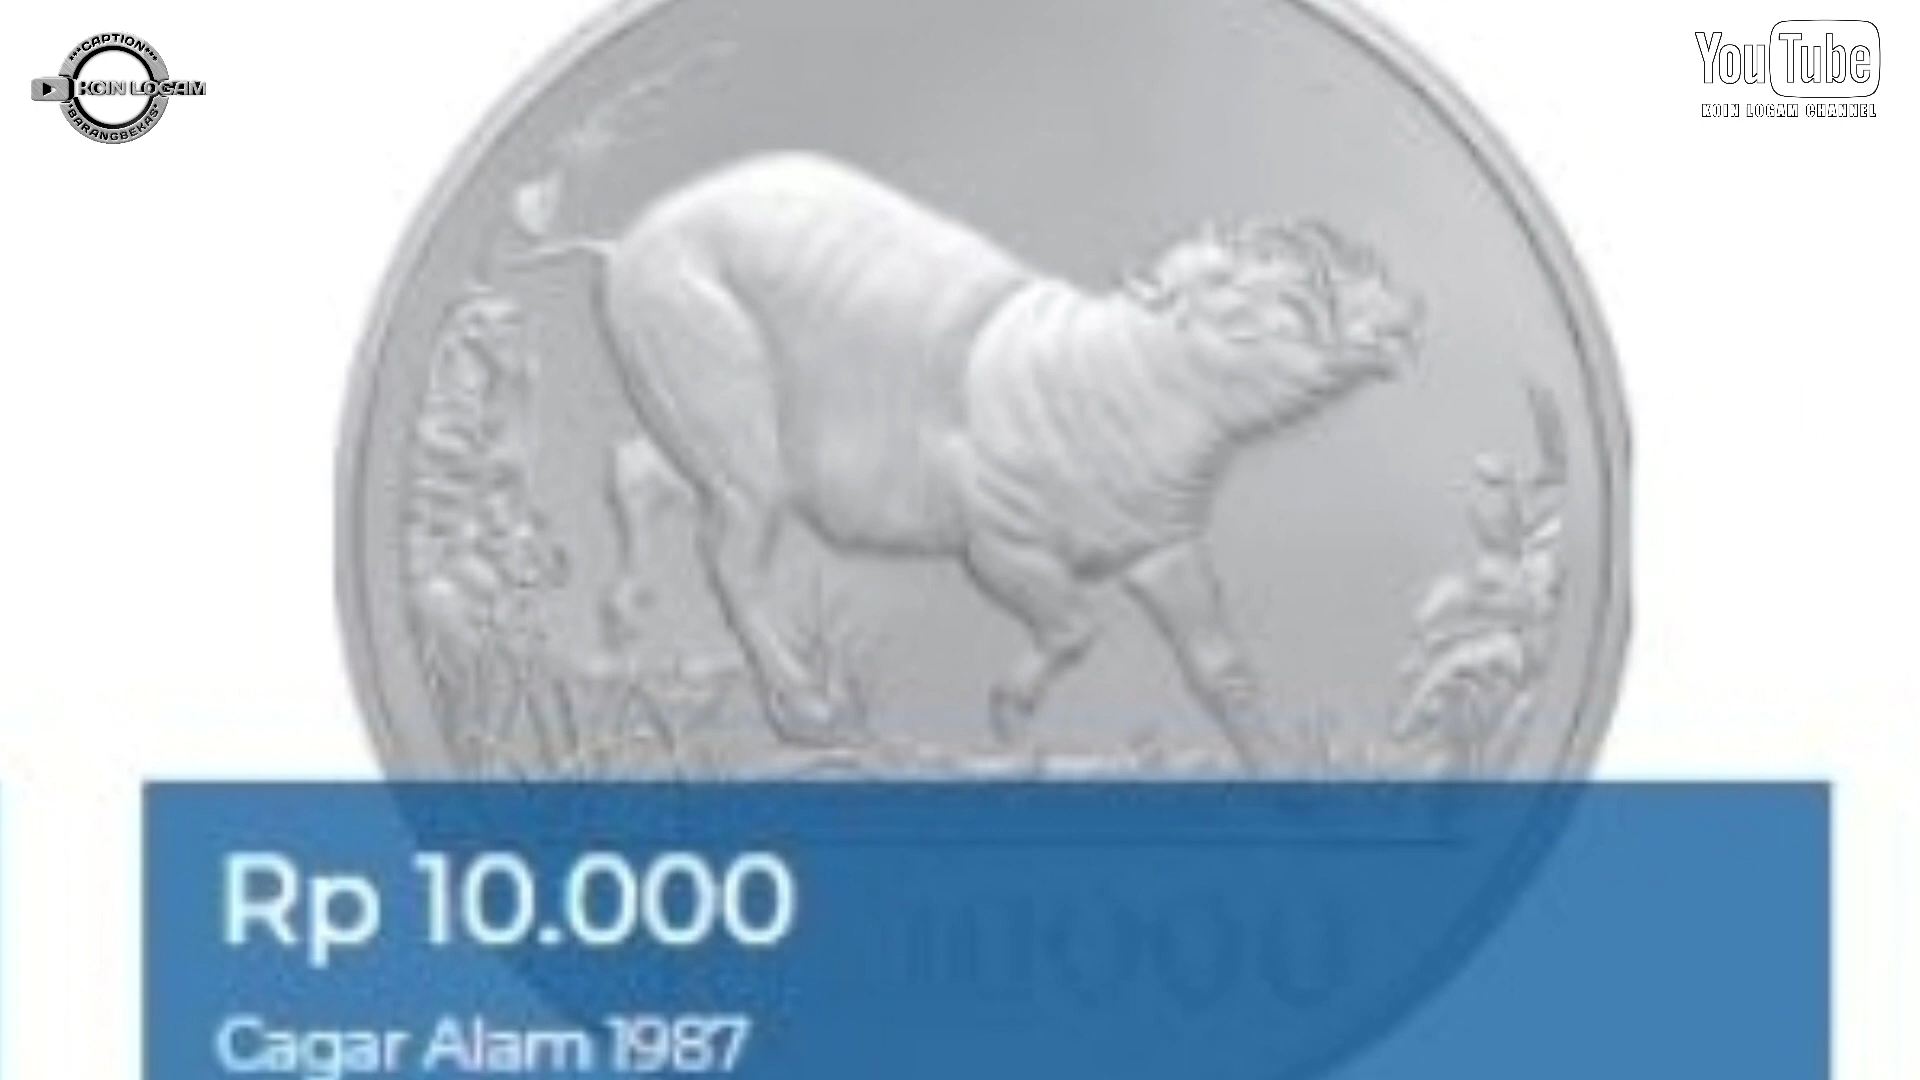 ***CAPTION***
KOIN LOGAM
*BARANGBEKAS*
YouTube
KOIN LOGAM CHANNEL
Rp 10.000
Cagar Alam 1987